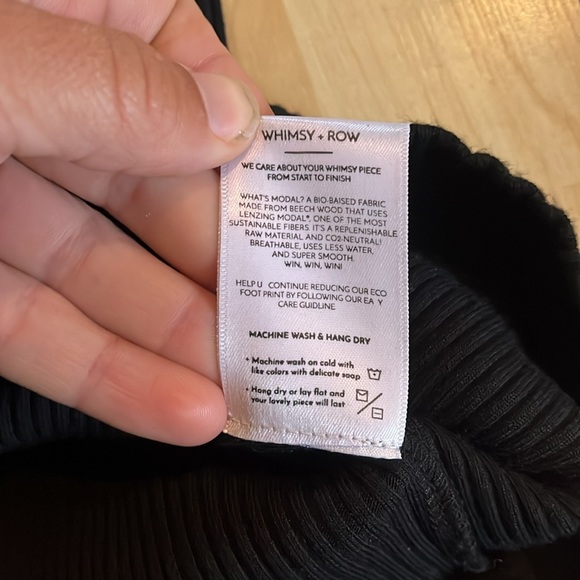 WHIMSY + ROW
WE CARE ABOUT YOUR WHIMSY PIECE
FROM START TO FINISH
WHAT'S MODAL? A BIO-BAISED FABRIC
MADE FROM BEECH WOOD THAT USES
LENZING MODAL®, ONE OF THE MOST
SUSTAINABLE FIBERS. IT'S A REPLENISHABLE
RAW MATERIAL AND CO2-NEUTRAL!
BREATHABLE, USES LESS WATER,
AND SUPER SMOOTH.
WIN, WIN, WIN!
HELP U CONTINUE REDUCING OUR ECO
FOOT PRINT BY FOLLOWING OUR EA Y
CARE GUIDLINE
MACHINE WASH & HANG DRY
• Machine wash on cold with
like colors with delicate soap
• Hang dry or lay flat and
your lovely piece will last